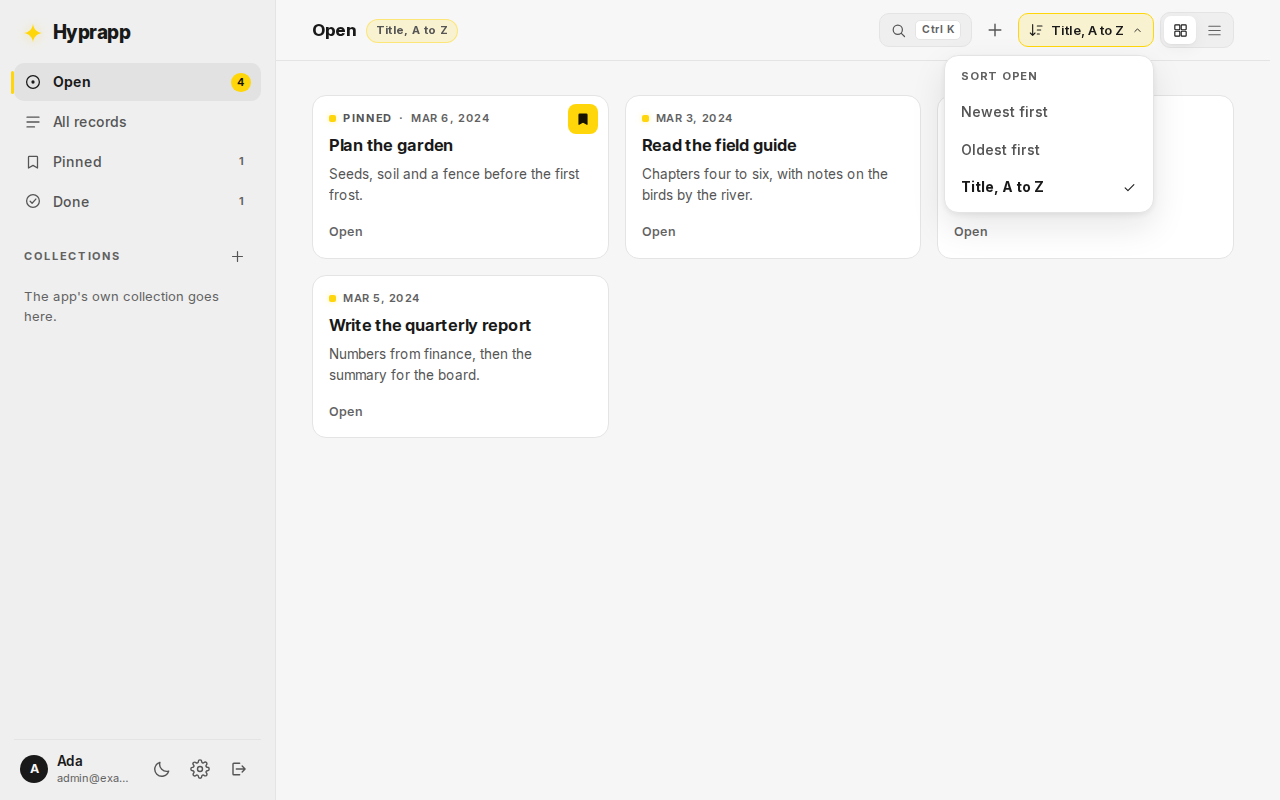 Hyprapp
Open
4
All records
Pinned
1
Done
1
COLLECTIONS
The app's own collection goes
here.
A
Ada
admin@exa...
Open
Title, A to Z
Ctrl K
Title, A to Z
SORT OPEN
Newest first
Oldest first
Title, A to Z
PINNED · MAR 6, 2024
Plan the garden
Seeds, soil and a fence before the first
frost.
Open
MAR 3, 2024
Read the field guide
Chapters four to six, with notes on the
birds by the river.
Open
Open
MAR 5, 2024
Write the quarterly report
Numbers from finance, then the
summary for the board.
Open